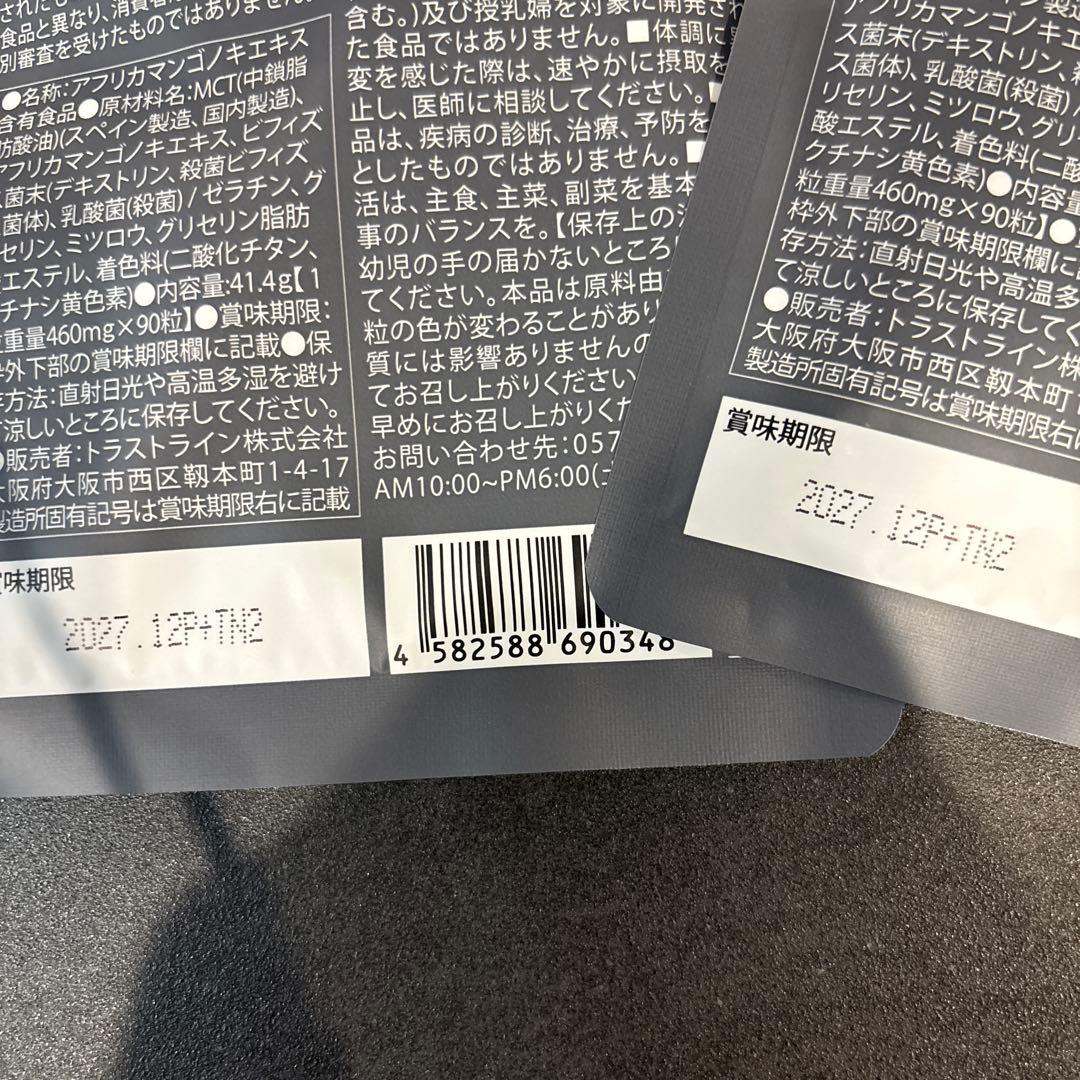 食品と異なり、消費者
別審査を受けたものではありません。
●名称:アフリカマンゴノキエキス
含有食品●原材料名:MCT(中鎖脂
肪酸油)(スペイン製造、国内製造)、
アフリカマンゴノキエキス、ビフィズ
ス菌末(デキストリン、殺菌ビフィズ
菌体)、乳酸菌(殺菌)/ゼラチン、グ
セリン、ミツロウ、グリセリン脂肪
エステル、着色料(二酸化チタン、
チナシ黄色素)●内容量:41.4g【1
重量460mg×90粒】●賞味期限:
枠外下部の賞味期限欄に記載●保
存方法:直射日光や高温多湿を避け
て涼しいところに保存してください。
●販売者:トラストライン株式会社
大阪府大阪市西区靱本町1-4-17
製造所固有記号は賞味期限右に記載
含む。)及び授乳婦を対象に開発さ
た食品ではありません。■体調に
変を感じた際は、速やかに摂取を
止し、医師に相談してください。
品は、疾病の診断、治療、予防を
としたものではありません。■
活は、主食、主菜、副菜を基本
事のバランスを。【保存上の
幼児の手の届かないところ
てください。本品は原料由
粒の色が変わることがあり
質には影響ありませんの
てお召し上がりください
早めにお召し上がりくだ
お問い合わせ先:057
AM10:00~PM6:00(
味期限
2027.12P+TN2
4 582588 690348
アフリカマンゴノキエ
ス菌末(デキストリン、
ス菌体)、乳酸菌(殺菌)/
リセリン、ミツロウ、グリ
酸エステル、着色料(二酸
クチナシ黄色素)●内容量
粒重量460mg×90粒】●
枠外下部の賞味期限欄に
存方法:直射日光や高温多
て涼しいところに保存してく
●販売者:トラストライン株
大阪府大阪市西区靱本町
製造所固有記号は賞味期限右に
賞味期限
2027.12P+TN2